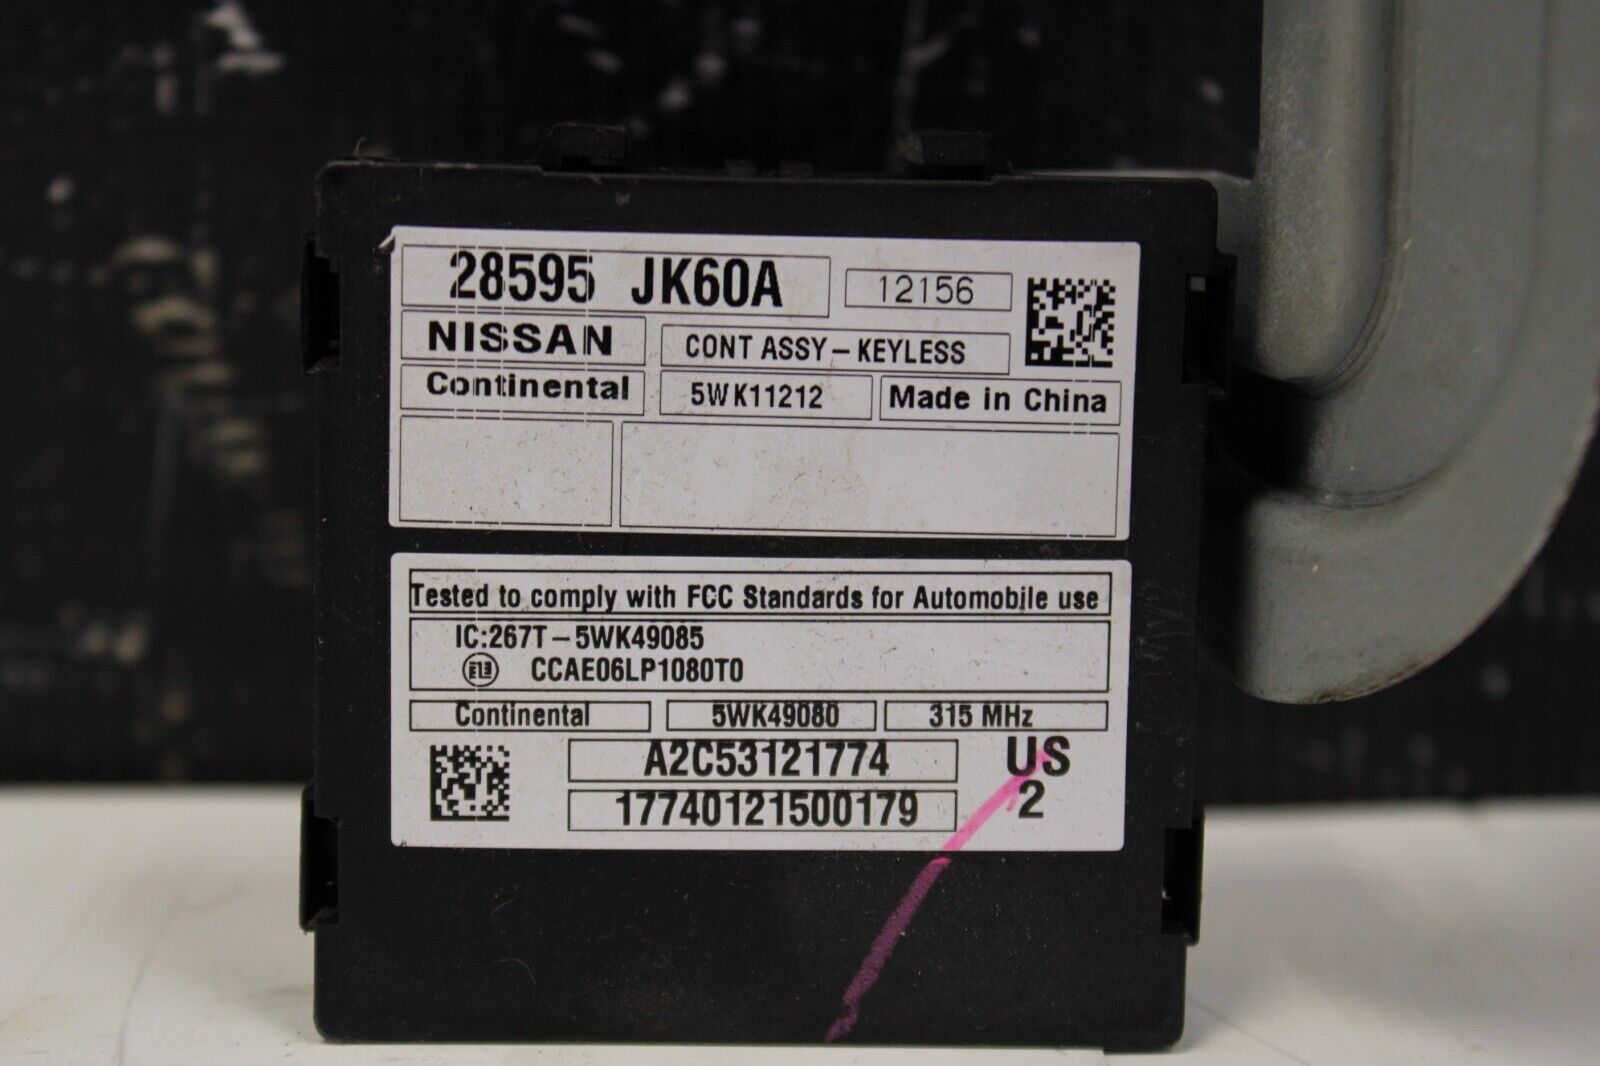 28595 JK60A
12156
NISSAN
CONT ASSY-KEYLESS
Continental
5WK11212
Made in China
Tested to comply with FCC Standards for Automobile use
IC:267T-5WK49085
CCAE06LP1080T0
Continental
5WK49080
315 MHz
A2C53121774
US
17740121500179
2